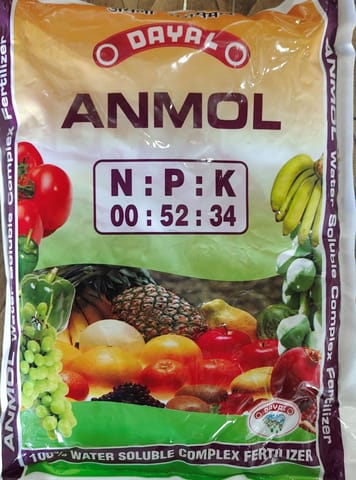 DAYAL
ANMOL
N : P : K
00 : 52 : 34
ANMOL Water Soluble Complex Fertilizer
ANMOL Water Soluble Complex Fertilizer
DAYAL
100% WATER SOLUBLE COMPLEX FERTILIZER